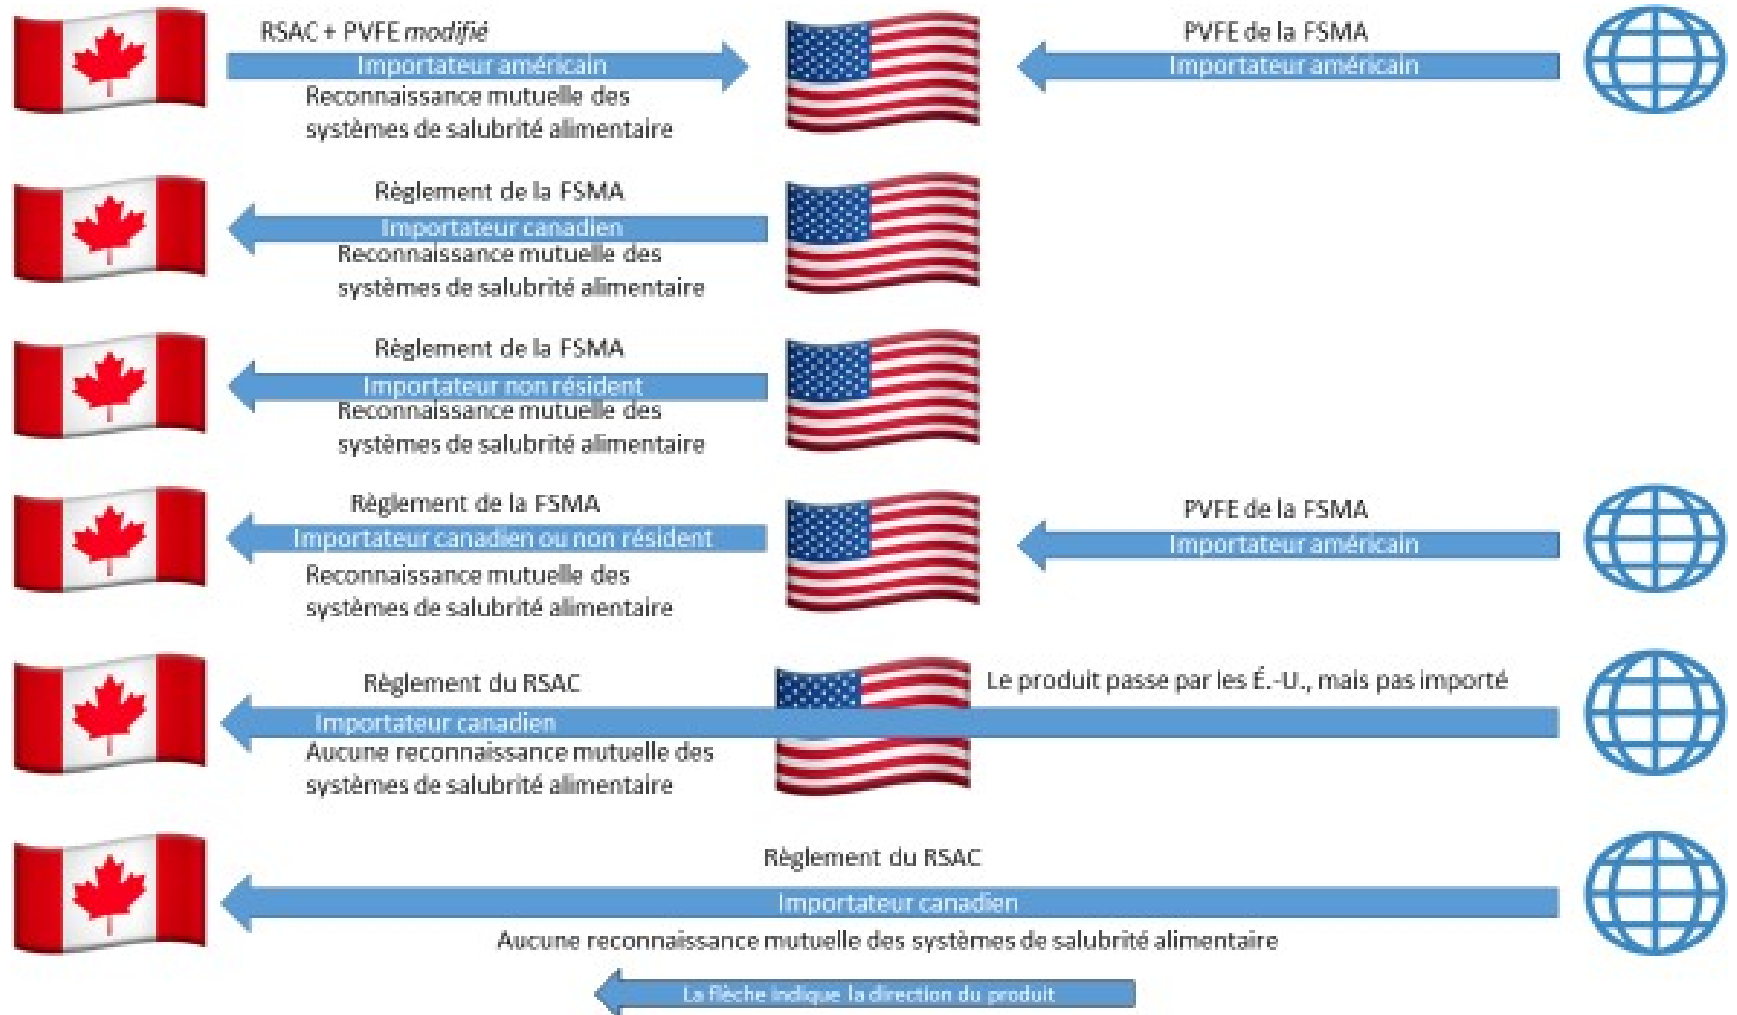 RSAC + PVFE modifié
Importateur américain
Reconnaissance mutuelle des
systèmes de salubrité alimentaire
PVFE de la FSMA
Importateur américain
Règlement de la FSMA
Importateur canadien
Reconnaissance mutuelle des
systèmes de salubrité alimentaire
Règlement de la FSMA
Importateur non résident
Reconnaissance mutuelle des
systèmes de salubrité alimentaire
Règlement de la FSMA
Importateur canadien ou non résident
Reconnaissance mutuelle des
systèmes de salubrité alimentaire
PVFE de la FSMA
Importateur américain
Règlement du RSAC
Importateur canadien
Aucune reconnaissance mutuelle des
systèmes de salubrité alimentaire
Le produit passe par les É.-U., mais pas importé
Règlement du RSAC
Importateur canadien
Aucune reconnaissance mutuelle des systèmes de salubrité alimentaire
La flèche indique la direction du produit